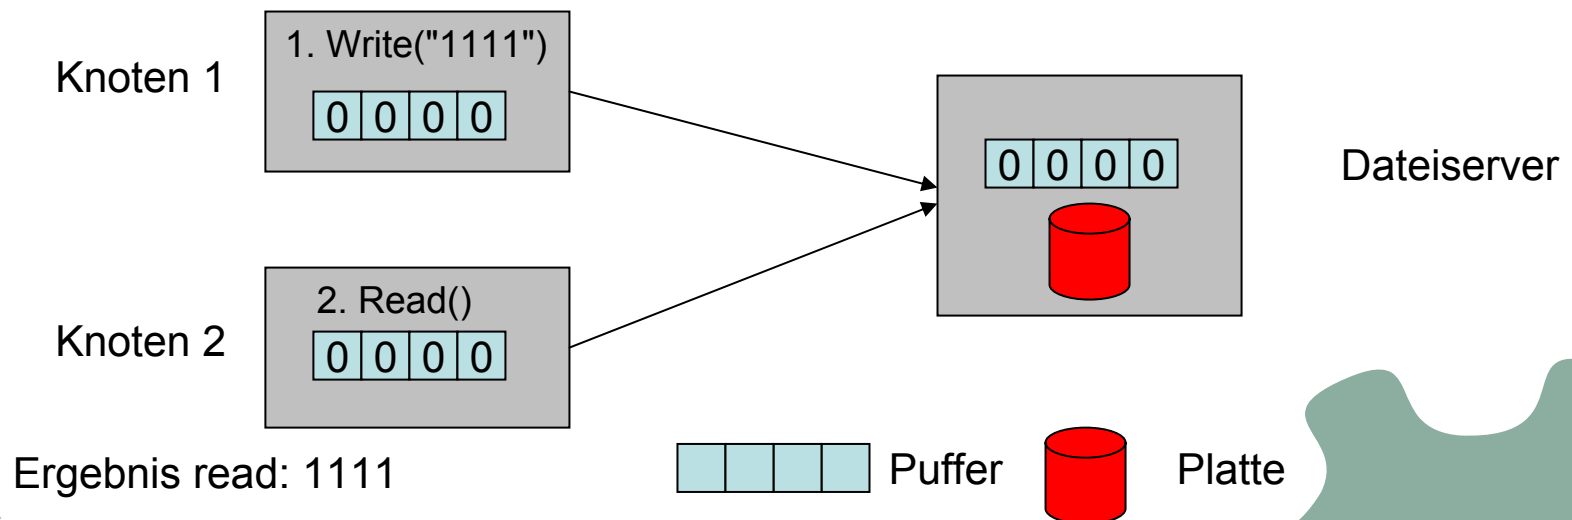 Knoten 1
1. Write("1111")
0 0 0 0
0 0 0 0
Dateiserver
Knoten 2
2. Read()
0 0 0 0
Ergebnis read: 1111
Puffer
Platte